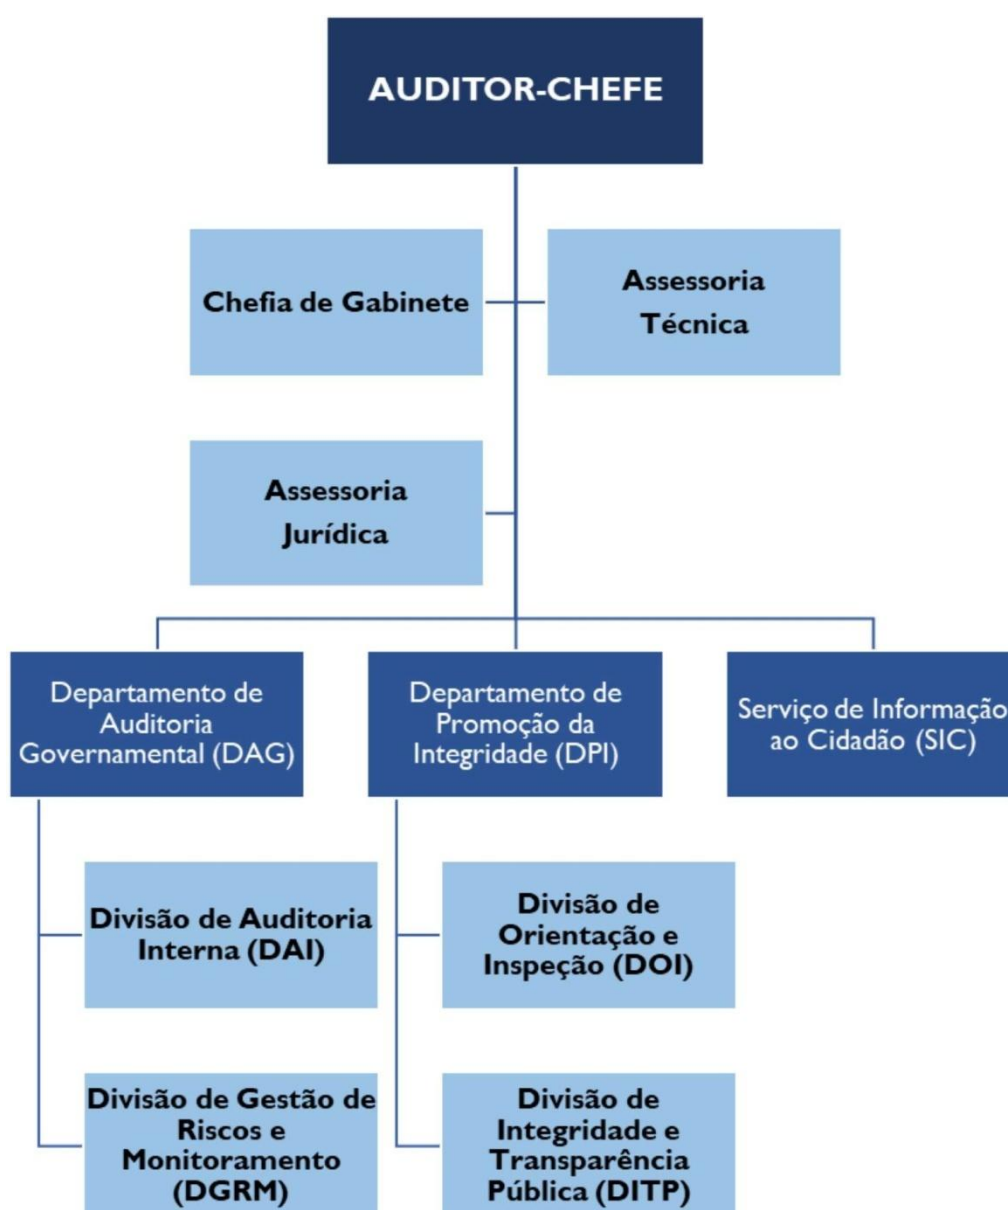 AUDITOR-CHEFE
Chefia de Gabinete
Assessoria
Técnica
Assessoria
Jurídica
Departamento de
Auditoria
Governamental (DAG)
Departamento de
Promoção da
Integridade (DPI)
Serviço de Informação
ao Cidadão (SIC)
Divisão de Auditoria
Interna (DAI)
Divisão de
Orientação e
Inspeção (DOI)
Divisão de Gestão de
Riscos e
Monitoramento
(DGRM)
Divisão de
Integridade e
Transparência
Pública (DITP)